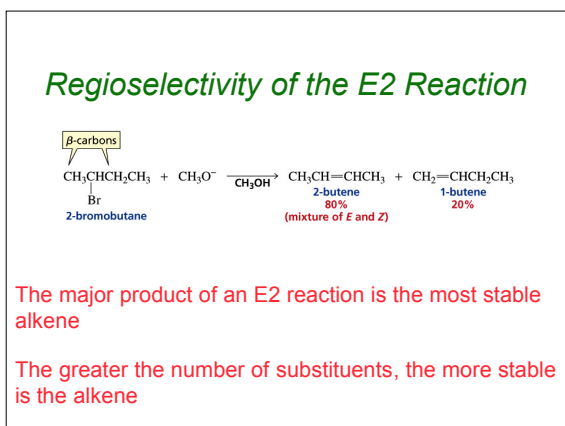 Regioselectivity of the E2 Reaction
β-carbons
CH₃CHCH₂CH₃ + CH₃O⁻ CH₃OH CH₃CH=CHCH₃ + CH₂=CHCH₂CH₃
Br
2-bromobutane
2-butene
80%
(mixture of E and Z)
1-butene
20%
The major product of an E2 reaction is the most stable
alkene
The greater the number of substituents, the more stable
is the alkene